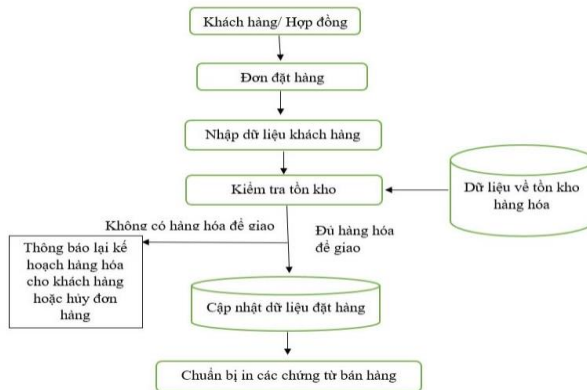 Khách hàng/ Hợp đồng
Đơn đặt hàng
Nhập dữ liệu khách hàng
Kiểm tra tồn kho
Dữ liệu về tồn kho
hàng hóa
Không có hàng hóa để giao
Đủ hàng hóa
để giao
Thông báo lại kế
hoạch hàng hóa
cho khách hàng
hoặc hủy đơn
hàng
Cập nhật dữ liệu đặt hàng
Chuẩn bị in các chứng từ bán hàng